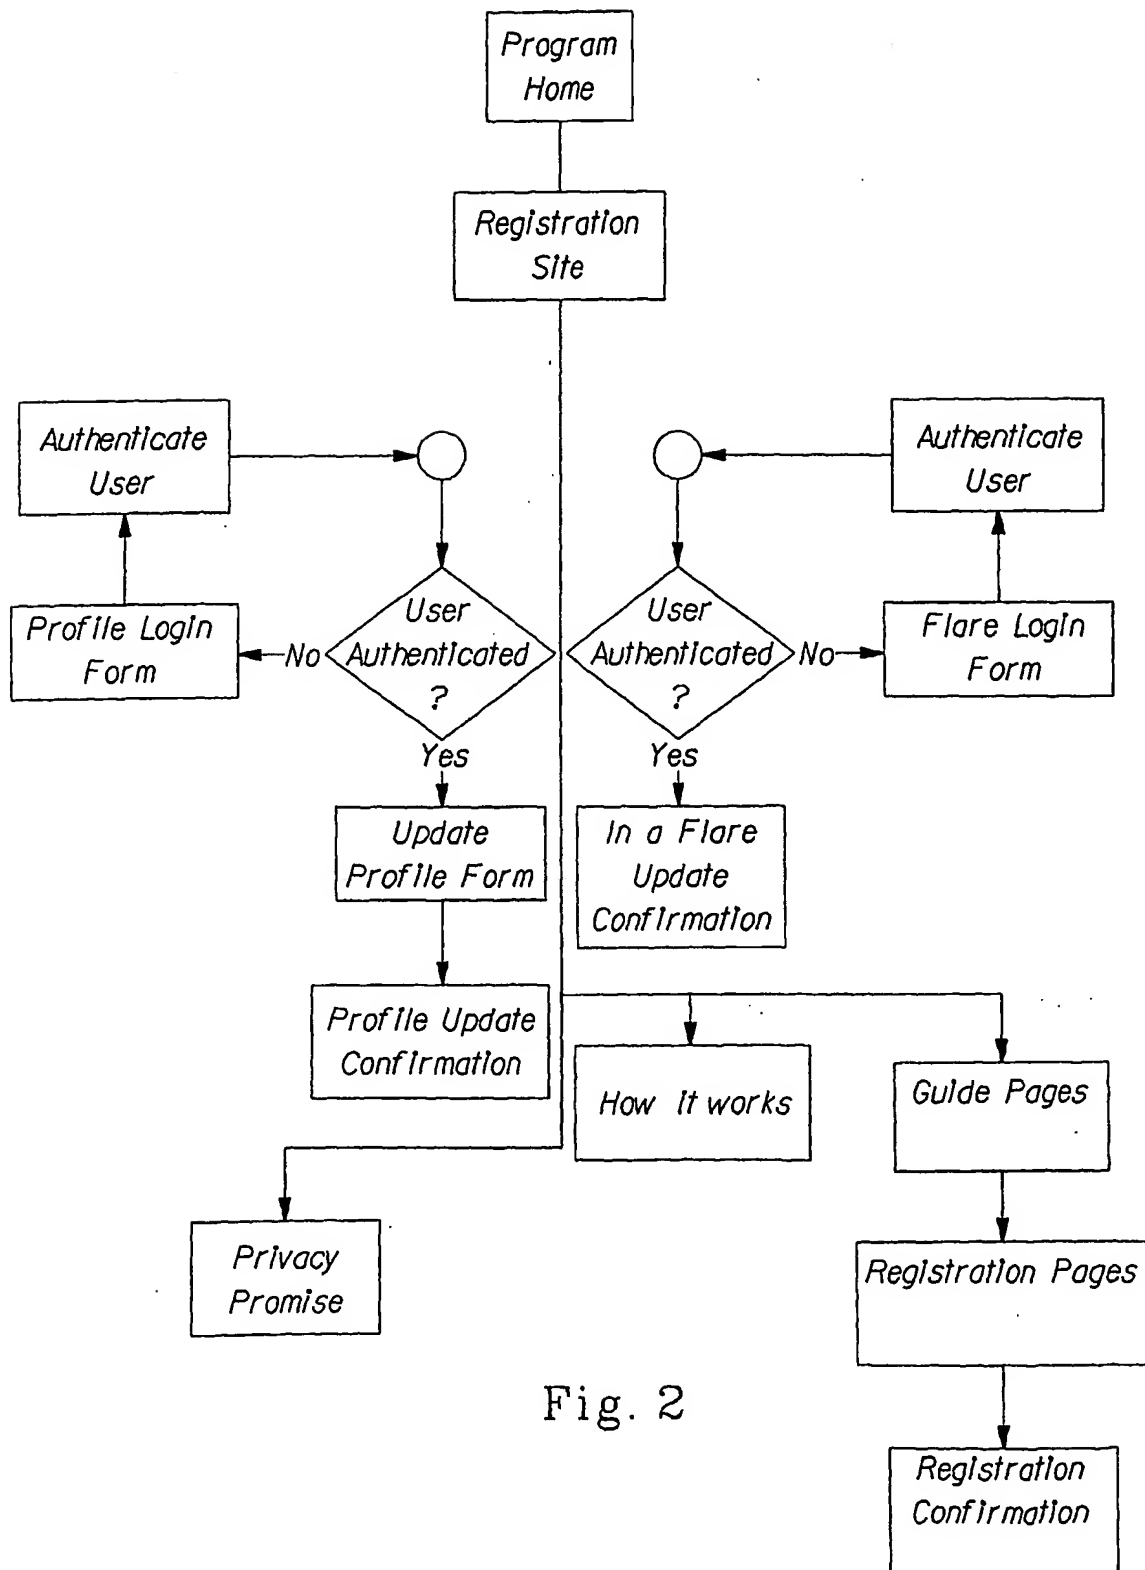 Program
Home
Registration
Site
Authenticate
User
Authenticate
User
Profile Login
Form
No
User
Authenticated
?
User
Authenticated
?
No
Flare Login
Form
Yes
Yes
Update
Profile Form
In a Flare
Update
Confirmation
Profile Update
Confirmation
How it works
Guide Pages
Privacy
Promise
Registration Pages
Fig. 2
Registration
Confirmation